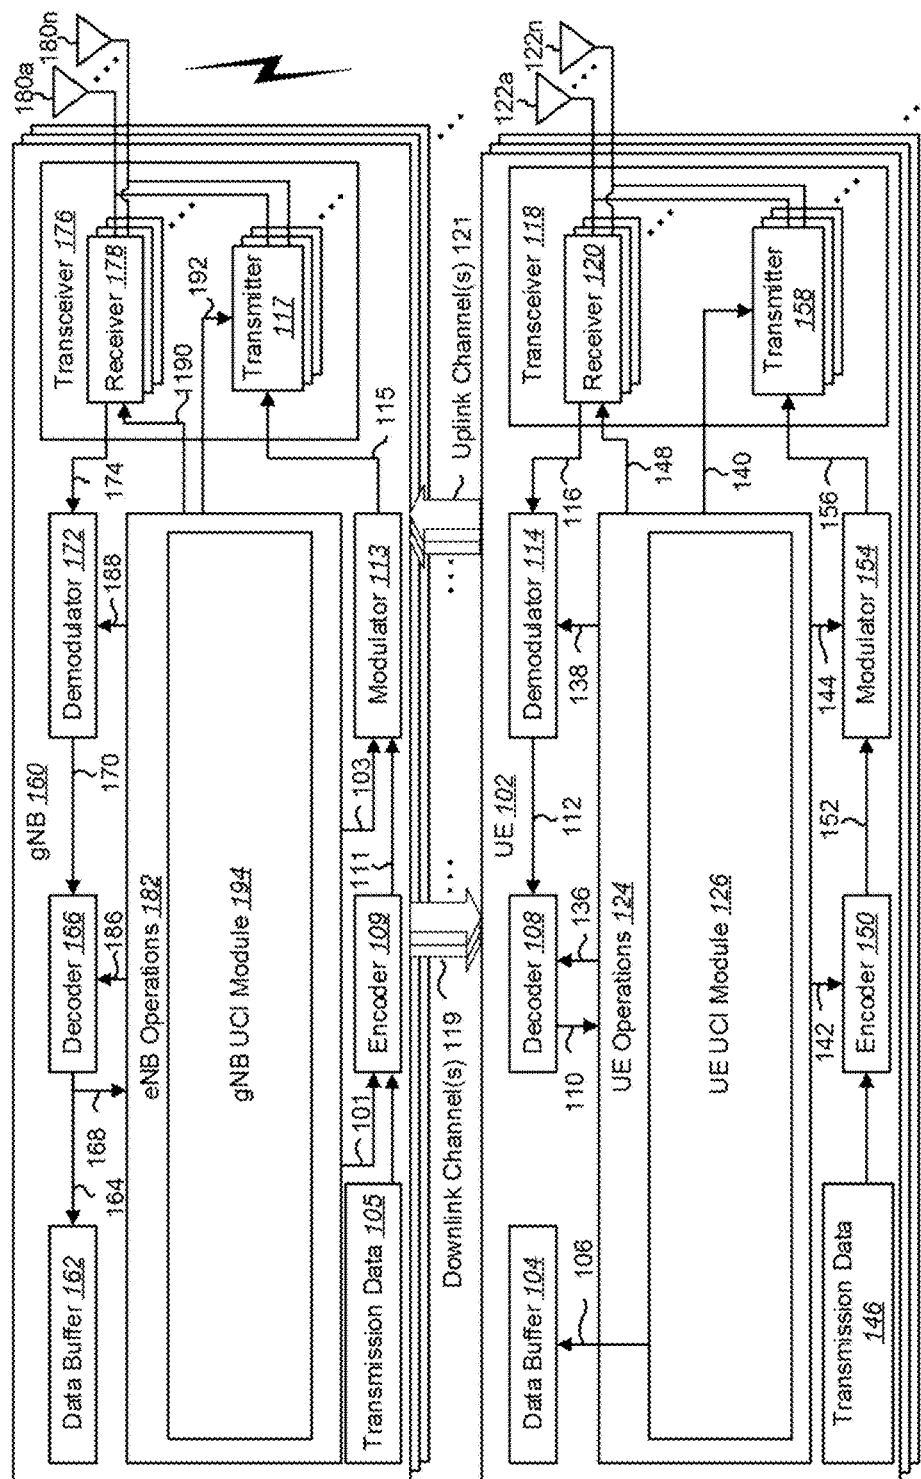 gNB 160
Data Buffer 162
164
168
Decoder 166
186
170
Demodulator 172
188
174
Transceiver 176
Receiver 178
1190
192
Transmitter
117
180a
180n
eNB Operations 182
gNB UCI Module 194
Transmission Data 105
101
Encoder 109
111
103
Modulator 113
115
Downlink Channel(s) 119
Uplink Channel(s) 121
UE 102
Data Buffer 104
106
110
Decoder 108
136
112
Demodulator 114
138
116
148
140
Transceiver 118
Receiver 120
Transmitter
158
122a
122n
UE Operations 124
UE UCI Module 126
Transmission Data
146
142
Encoder 150
152
144
Modulator 154
156